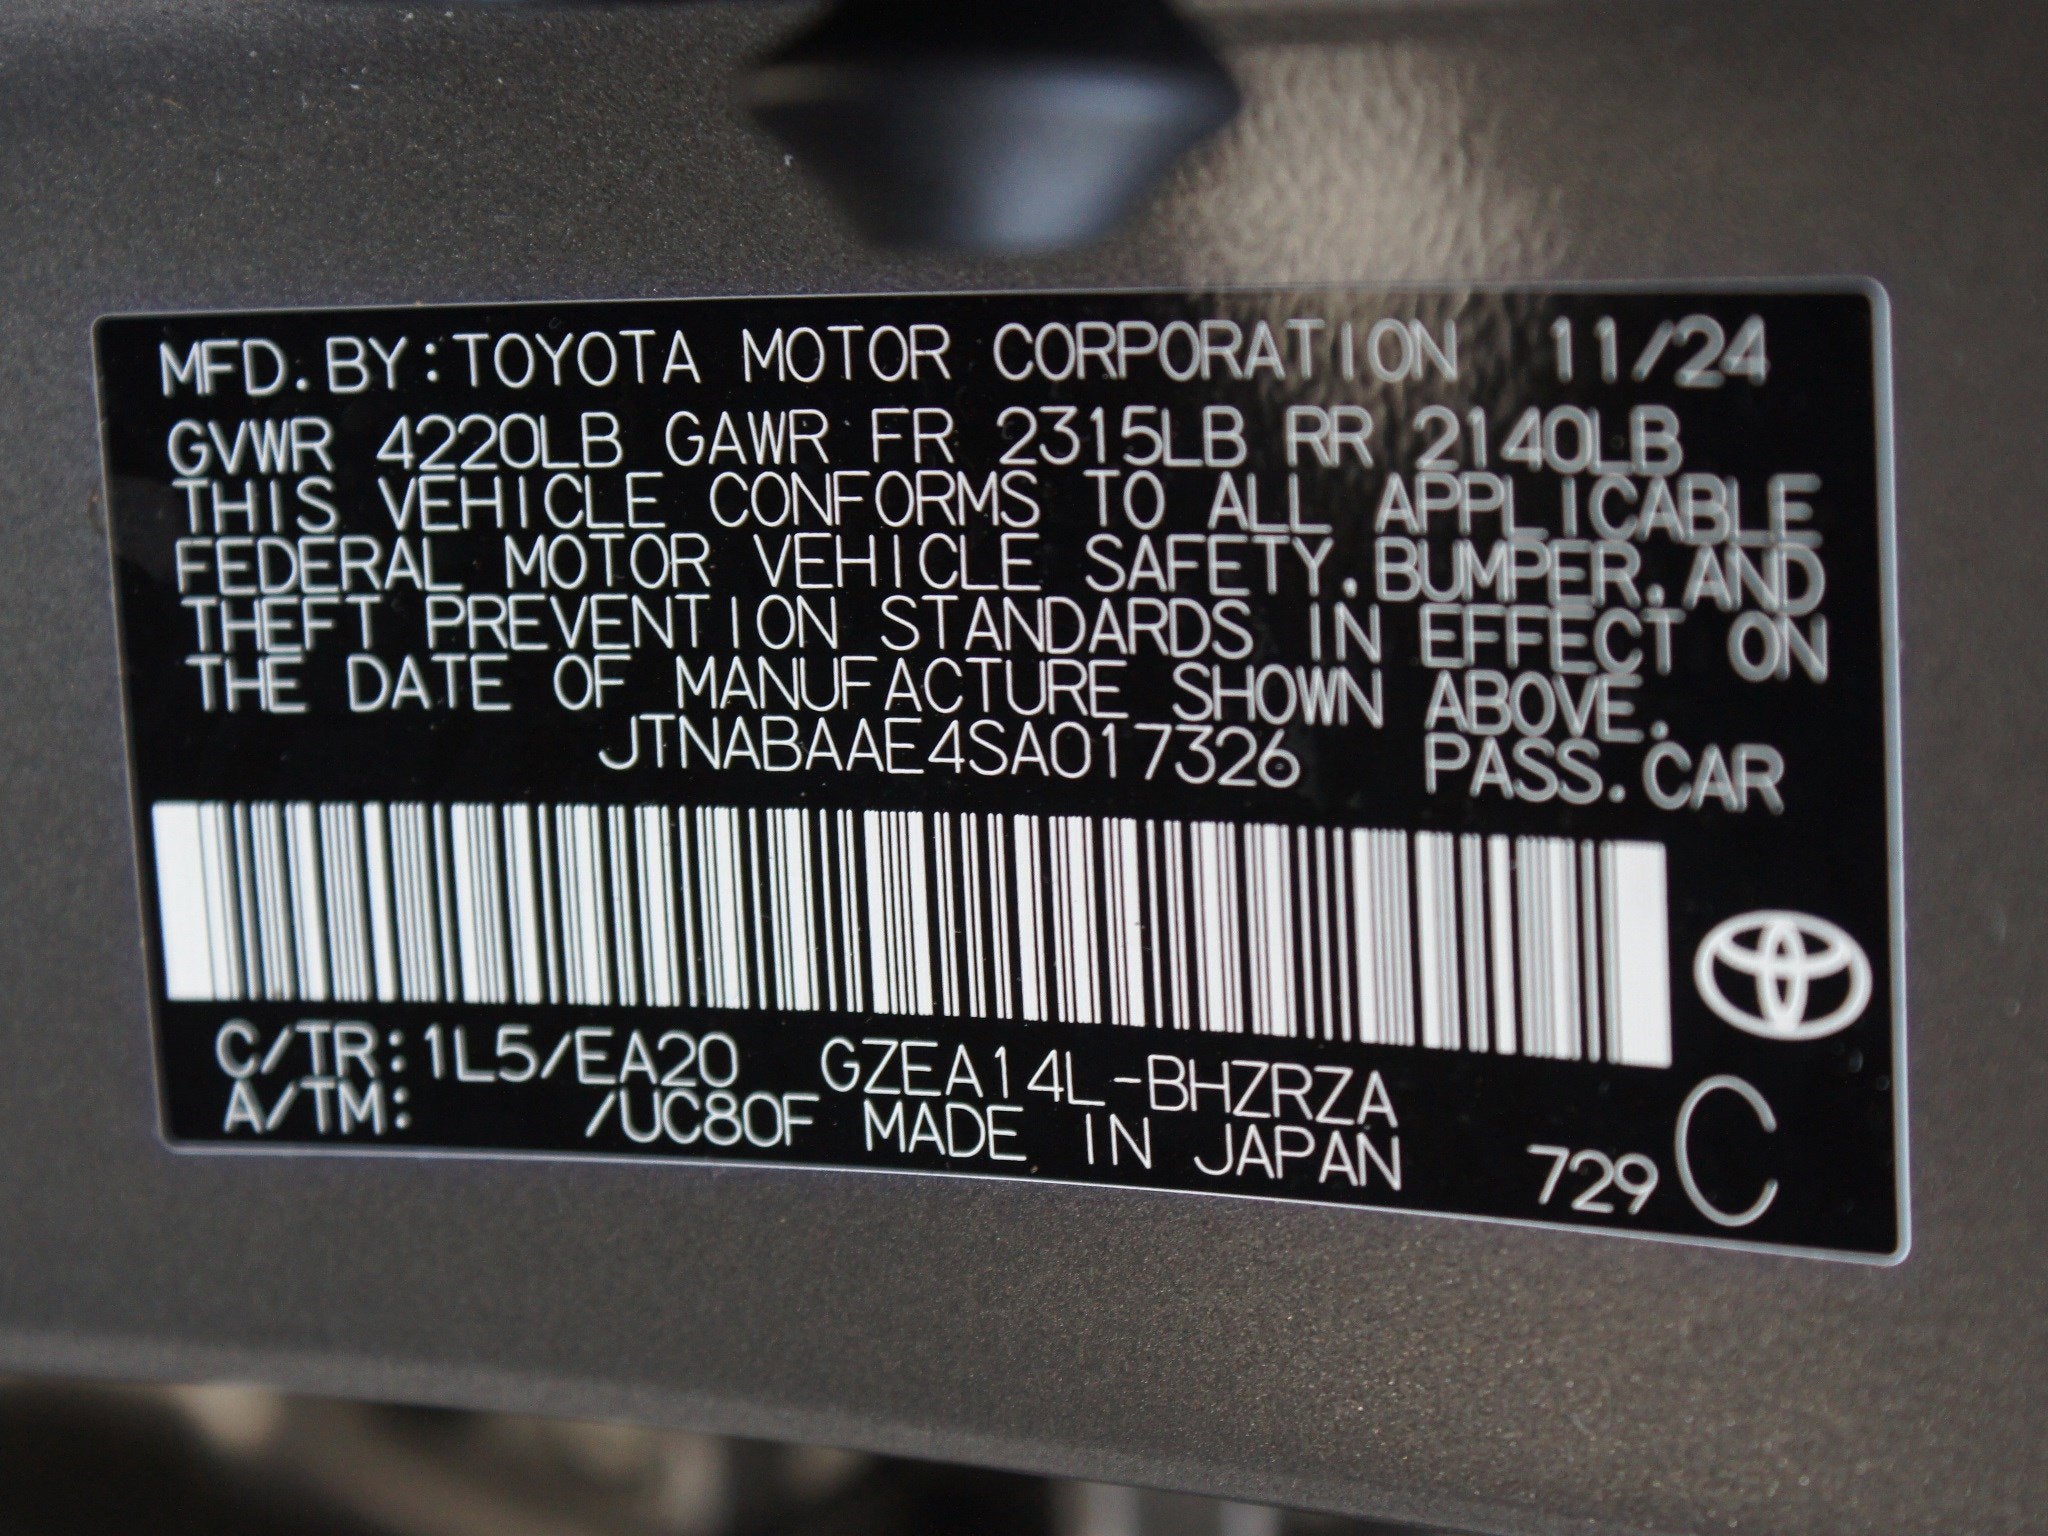 MFD. BY: TOYOTA MOTOR CORPORATION 11/24
GVWR 4220LB GAWR FR 2315LB RR 2140LB
THIS VEHICLE CONFORMS TO ALL APPLICABLE
FEDERAL MOTOR VEHICLE SAFETY, BUMPER, AND
THEFT PREVENTION STANDARDS IN EFFECT ON
THE DATE OF MANUFACTURE SHOWN ABOVE.
JTNABAAE4SA017326 PASS. CAR
C/TR: 1L5/EA20 GZEA14L-BHZRZA
A/TM: /UC80F MADE IN JAPAN 729 C